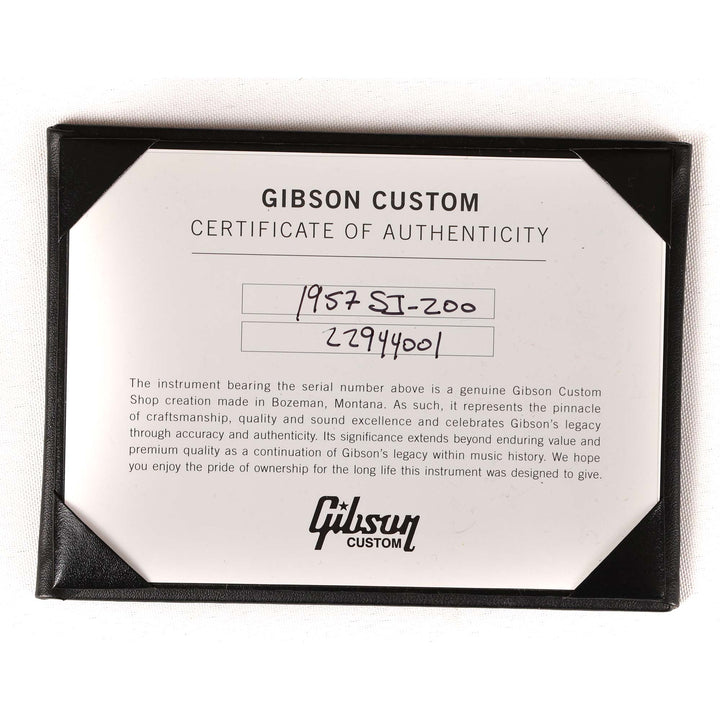 GIBSON CUSTOM
CERTIFICATE OF AUTHENTICITY
1957 SJ-200
22944001
The instrument bearing the serial number above is a genuine Gibson Custom
Shop creation made in Bozeman, Montana. As such, it represents the pinnacle
of craftsmanship, quality and sound excellence and celebrates Gibson's legacy
through accuracy and authenticity. Its significance extends beyond enduring value and
premium quality as a continuation of Gibson's legacy within music history. We hope
you enjoy the pride of ownership for the long life this instrument was designed to give.
Gibson
CUSTOM